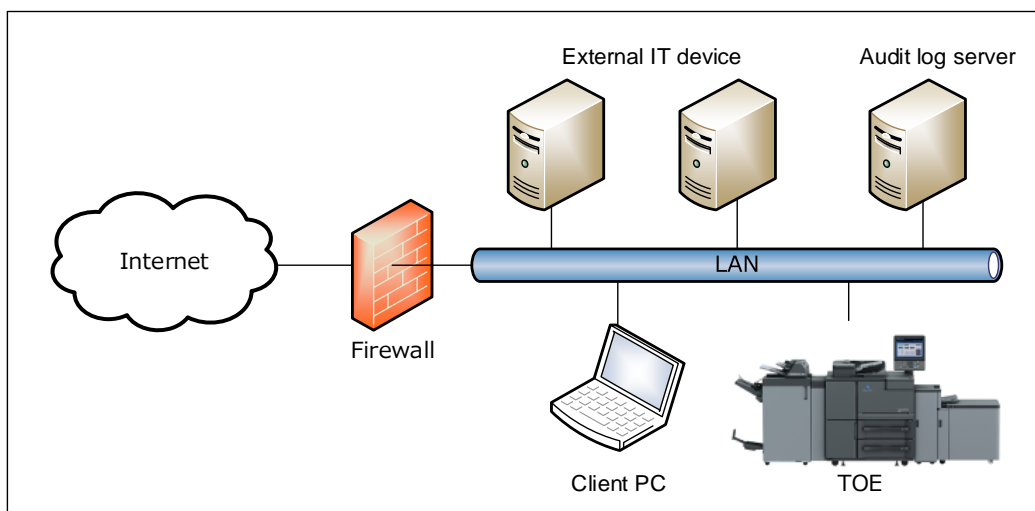 External IT device
Audit log server
Internet
LAN
Firewall
Client PC
TOE